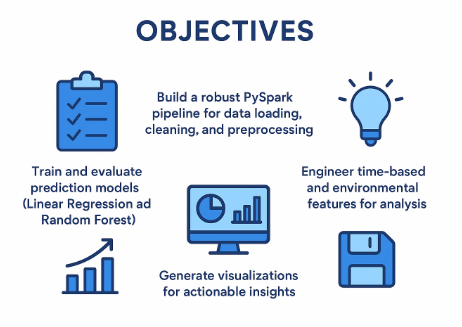 OBJECTIVES
Build a robust PySpark
pipeline for data loading,
cleaning, and preprocessing
Train and evaluate
prediction models
(Linear Regression ad
Random Forest)
Engineer time-based
and environmental
features for analysis
Generate visualizations
for actionable insights